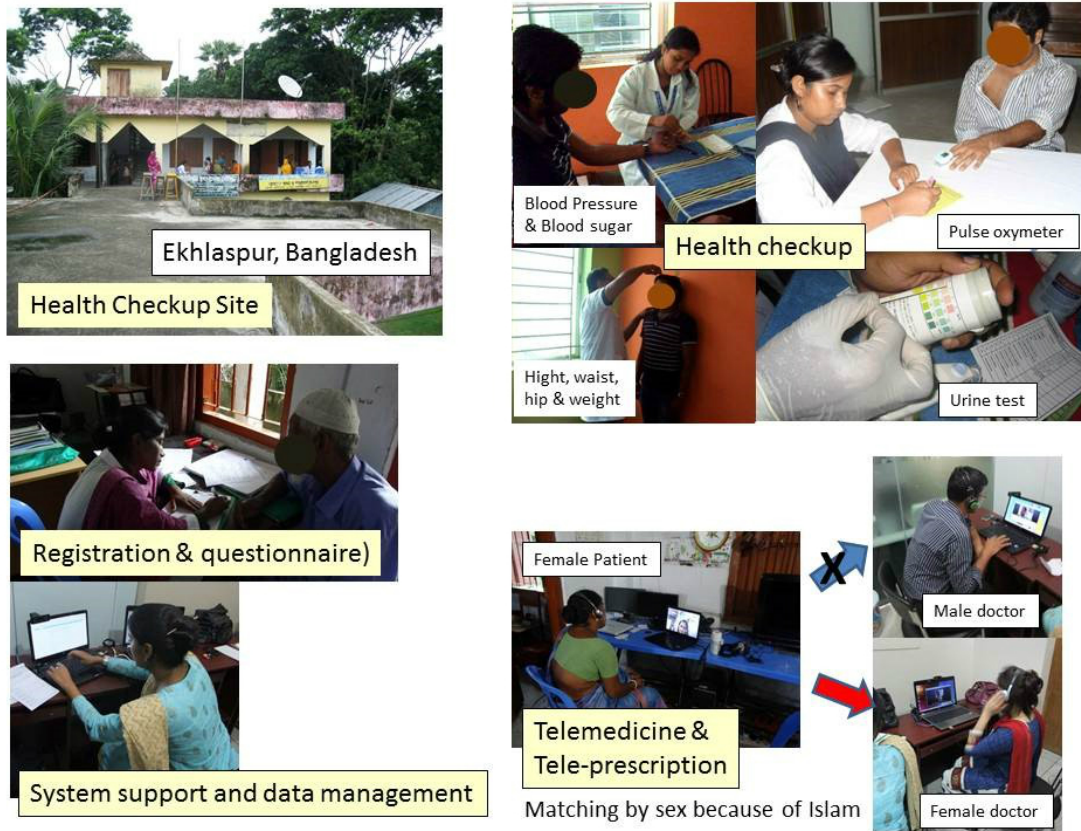 Ekhlaspur, Bangladesh
Health Checkup Site
Blood Pressure
& Blood sugar
Health checkup
Pulse oxymeter
Hight, waist,
hip & weight
Urine test
Registration & questionnaire)
System support and data management
Female Patient
X
Male doctor
Telemedicine &
Tele-prescription
Matching by sex because of Islam
Female doctor